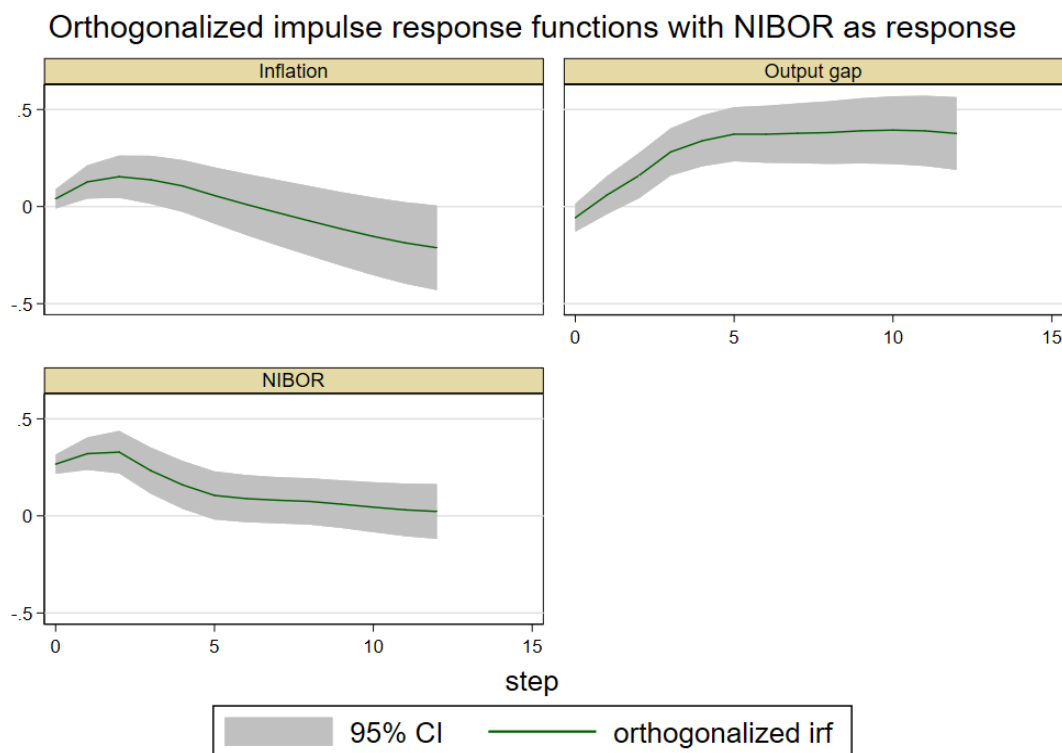 Orthogonalized impulse response functions with NIBOR as response
Inflation
Output gap
.5
0
-.5
0 5 10 15
NIBOR
.5
0
-.5
0 5 10 15
step
95% CI orthogonalized irf